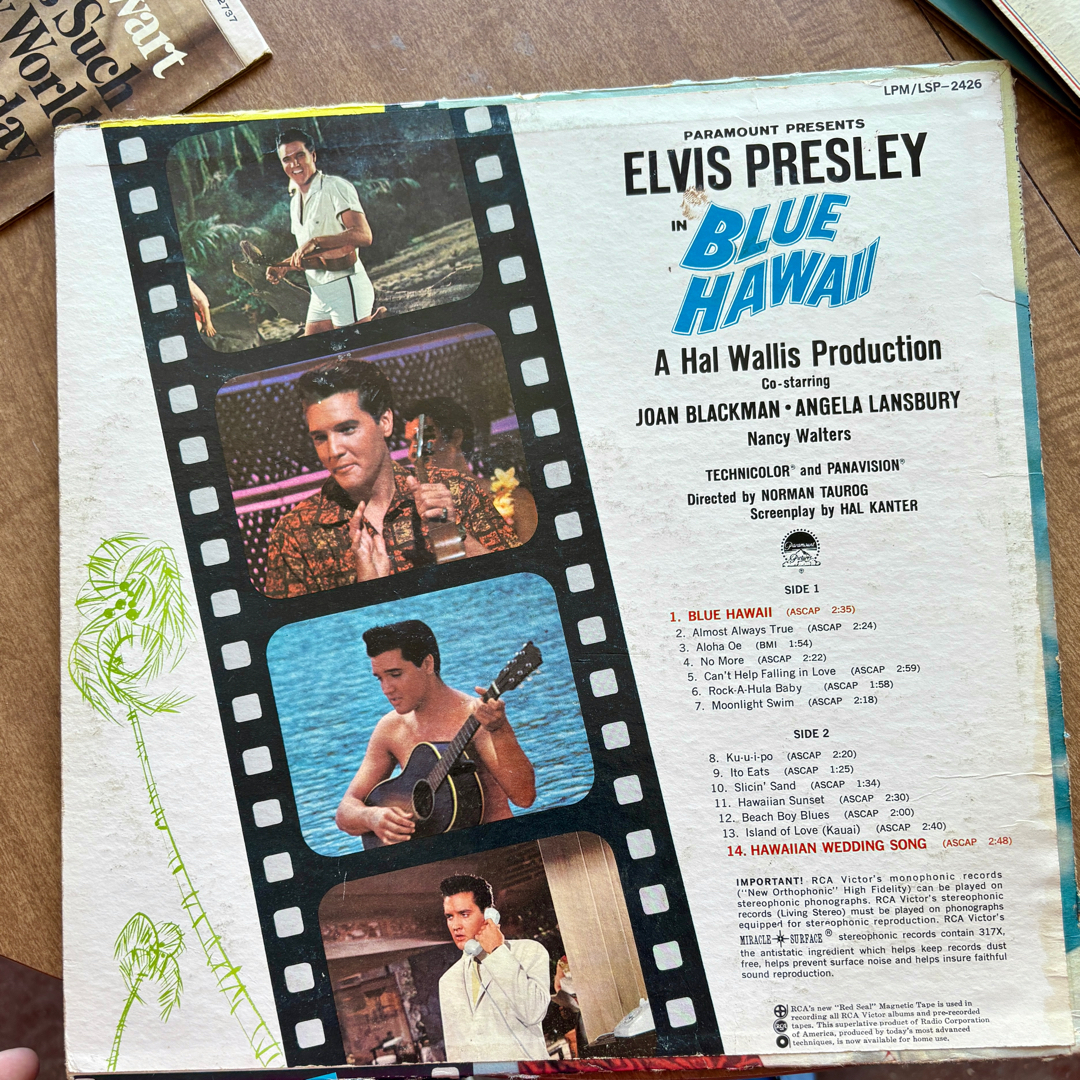 2737
wart
Such
World
day
LPM/LSP-2426
PARAMOUNT PRESENTS
ELVIS PRESLEY
IN BLUE
HAWAII
A Hal Wallis Production
Co-starring
JOAN BLACKMAN • ANGELA LANSBURY
Nancy Walters
TECHNICOLOR® and PANAVISION®
Directed by NORMAN TAUROG
Screenplay by HAL KANTER
Paramount
Pictures
SIDE 1
1. BLUE HAWAII (ASCAP 2:35)
2. Almost Always True (ASCAP 2:24)
3. Aloha Oe (BMI 1:54)
4. No More (ASCAP 2:22)
5. Can't Help Falling in Love (ASCAP 2:59)
6. Rock-A-Hula Baby (ASCAP 1:58)
7. Moonlight Swim (ASCAP 2:18)
SIDE 2
8. Ku-u-i-po (ASCAP 2:20)
9. Ito Eats (ASCAP 1:25)
10. Slicin' Sand (ASCAP 1:34)
11. Hawaiian Sunset (ASCAP 2:30)
12. Beach Boy Blues (ASCAP 2:00)
13. Island of Love (Kauai) (ASCAP 2:40)
14. HAWAIIAN WEDDING SONG (ASCAP 2:48)
IMPORTANT! RCA Victor's monophonic records
("New Orthophonic" High Fidelity) can be played on
stereophonic phonographs. RCA Victor's stereophonic
records (Living Stereo) must be played on phonographs
equipped for stereophonic reproduction. RCA Victor's
MIRACLE SURFACE® stereophonic records contain 317X,
the antistatic ingredient which helps keep records dust
free, helps prevent surface noise and helps insure faithful
sound reproduction.
RCA's new "Red Seal" Magnetic Tape is used in
recording all RCA Victor albums and pre-recorded
tapes. This superlative product of Radio Corporation
of America, produced by today's most advanced
techniques, is now available for home use.